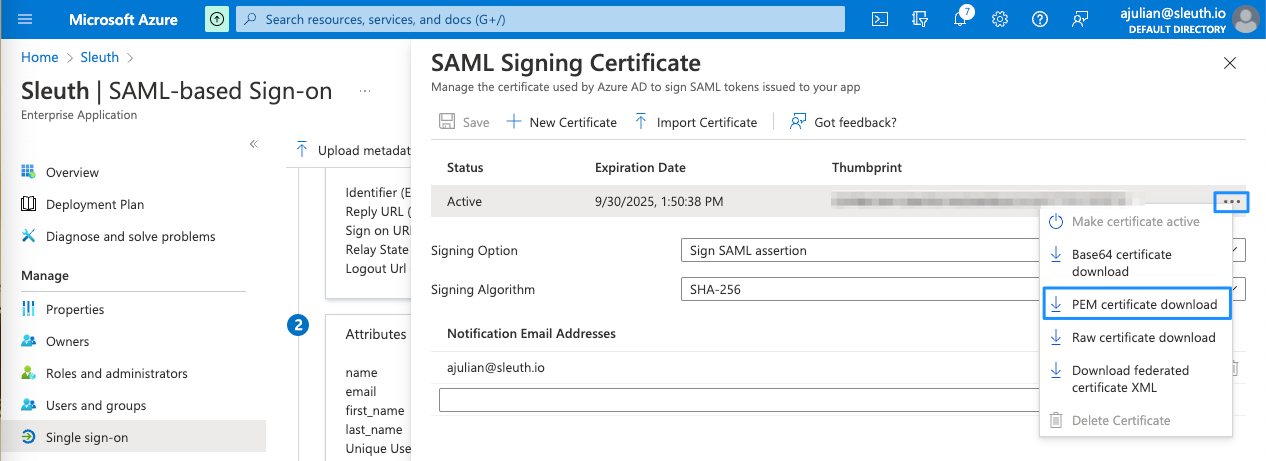 Microsoft Azure
Search resources, services, and docs (G+/)
7
ajulian@sleuth.io
DEFAULT DIRECTORY
Home > Sleuth >
Sleuth | SAML-based Sign-on ...
Enterprise Application
«
Overview
Deployment Plan
Diagnose and solve problems
Manage
Properties
Owners
Roles and administrators
Users and groups
Single sign-on
Upload metadat
Identifier (E
Reply URL (
Sign on URL
Relay State
Logout Url
2
Attributes
name
email
first_name
last_name
Unique Use
SAML Signing Certificate
Manage the certificate used by Azure AD to sign SAML tokens issued to your app
Save
New Certificate
Import Certificate
Got feedback?
Status Expiration Date Thumbprint
Active 9/30/2025, 1:50:38 PM
Signing Option Sign SAML assertion
Signing Algorithm SHA-256
Notification Email Addresses
ajulian@sleuth.io
Make certificate active
Base64 certificate
download
PEM certificate download
Raw certificate download
Download federated
certificate XML
Delete Certificate